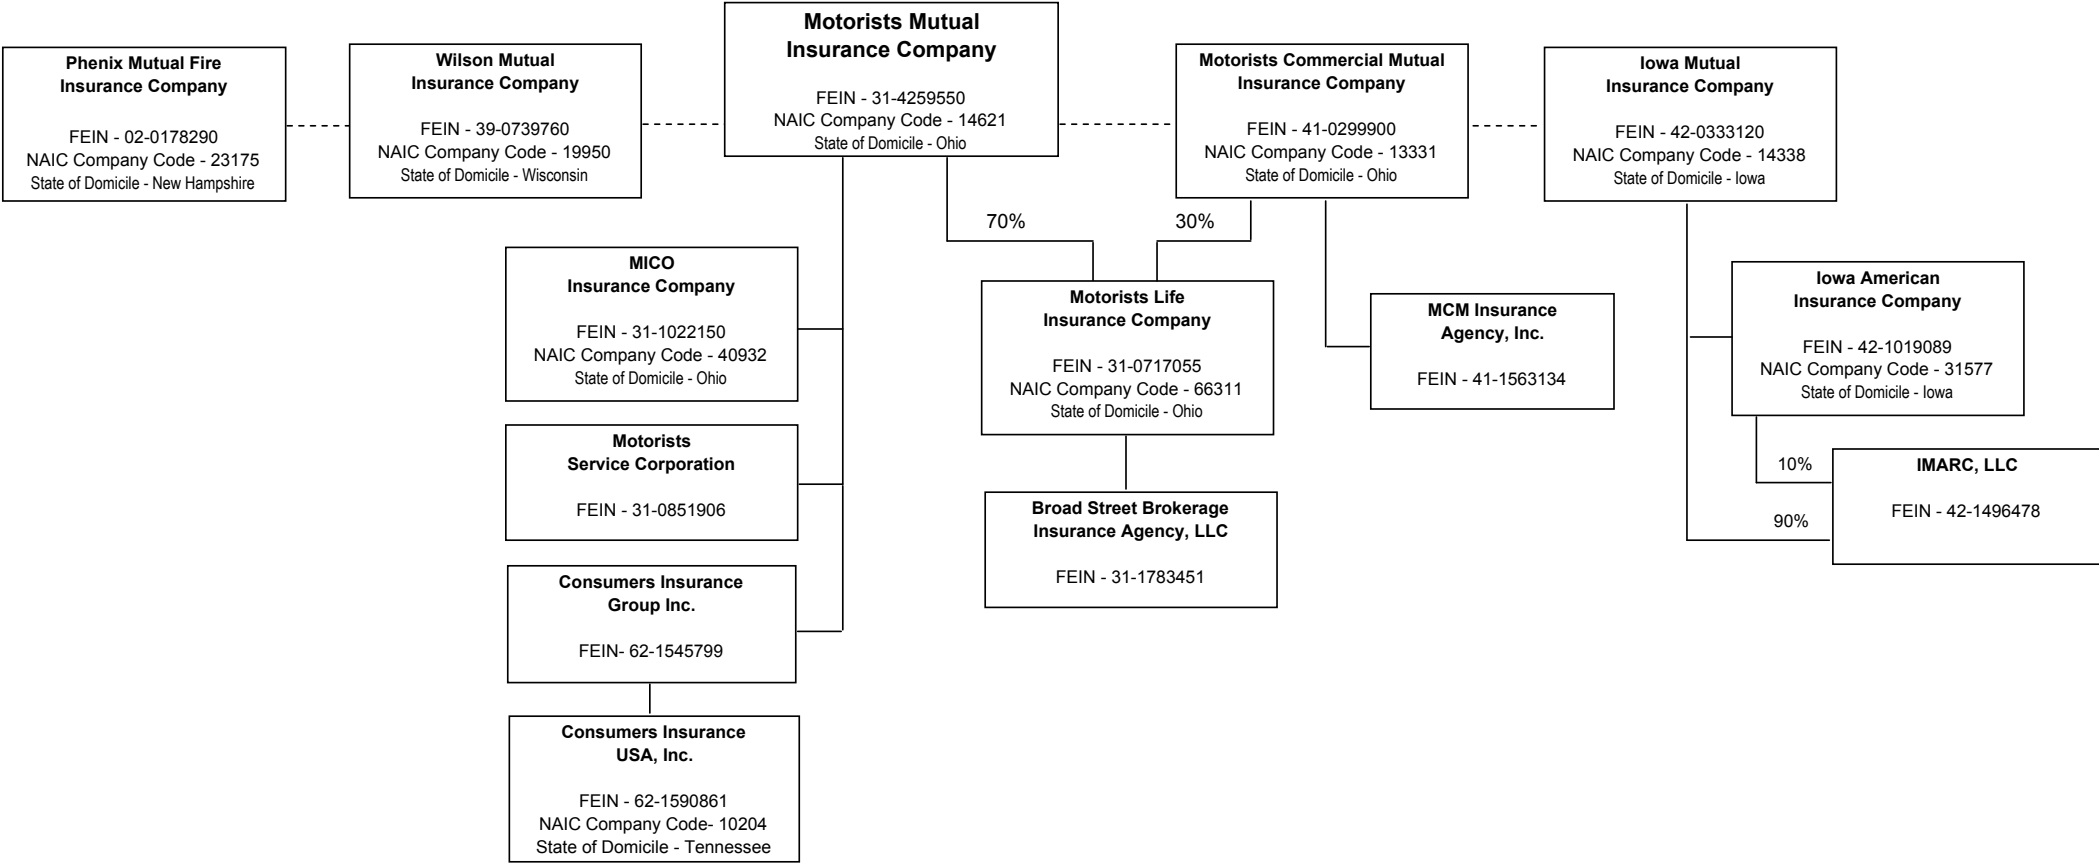 Motorists Mutual
Insurance Company
FEIN - 31-4259550
NAIC Company Code - 14621
State of Domicile - Ohio
Phenix Mutual Fire
Insurance Company
FEIN - 02-0178290
NAIC Company Code - 23175
State of Domicile - New Hampshire
Wilson Mutual
Insurance Company
FEIN - 39-0739760
NAIC Company Code - 19950
State of Domicile - Wisconsin
Motorists Commercial Mutual
Insurance Company
FEIN - 41-0299900
NAIC Company Code - 13331
State of Domicile - Ohio
Iowa Mutual
Insurance Company
FEIN - 42-0333120
NAIC Company Code - 14338
State of Domicile - Iowa
70%
30%
MICO
Insurance Company
FEIN - 31-1022150
NAIC Company Code - 40932
State of Domicile - Ohio
Motorists Life
Insurance Company
FEIN - 31-0717055
NAIC Company Code - 66311
State of Domicile - Ohio
MCM Insurance
Agency, Inc.
FEIN - 41-1563134
Iowa American
Insurance Company
FEIN - 42-1019089
NAIC Company Code - 31577
State of Domicile - Iowa
Motorists
Service Corporation
FEIN - 31-0851906
Broad Street Brokerage
Insurance Agency, LLC
FEIN - 31-1783451
10%
90%
IMARC, LLC
FEIN - 42-1496478
Consumers Insurance
Group Inc.
FEIN- 62-1545799
Consumers Insurance
USA, Inc.
FEIN - 62-1590861
NAIC Company Code- 10204
State of Domicile - Tennessee